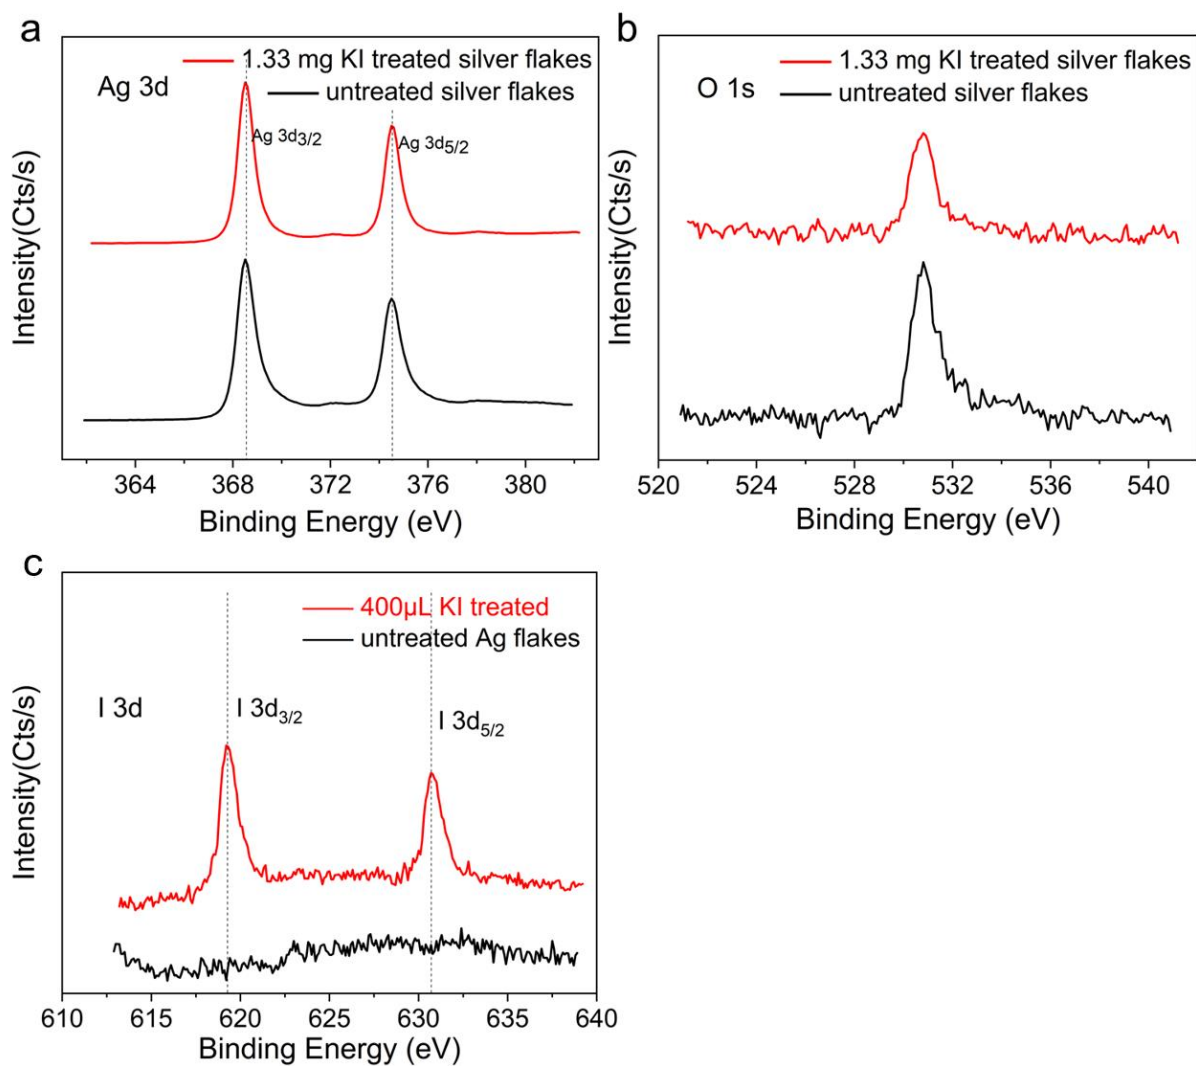 a
1.33 mg KI treated silver flakes
Ag 3d
untreated silver flakes
Ag 3d3/2
Ag 3d5/2
Intensity(Cts/s)
364 368 372 376 380
Binding Energy (eV)
b
1.33 mg KI treated silver flakes
O 1s
untreated silver flakes
Intensity(Cts/s)
520 524 528 532 536 540
Binding Energy (eV)
c
400μL KI treated
untreated Ag flakes
I 3d
I 3d3/2
I 3d5/2
Intensity(Cts/s)
610 615 620 625 630 635 640
Binding Energy (eV)